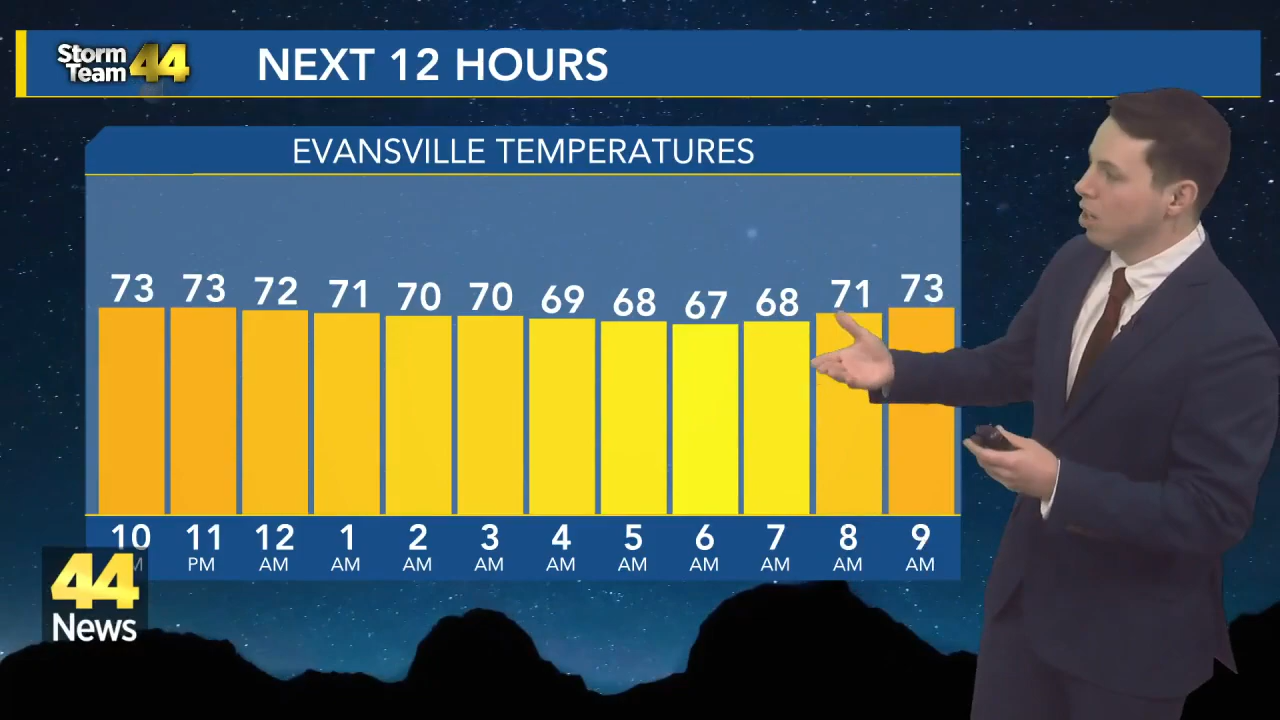 Storm
Team 44
NEXT 12 HOURS
EVANSVILLE TEMPERATURES
73 73 72 71 70 70 69 68 67 68 71 73
10 11 12 1 2 3 4 5 6 7 8 9
PM AM AM AM AM AM AM AM AM AM AM
44
News